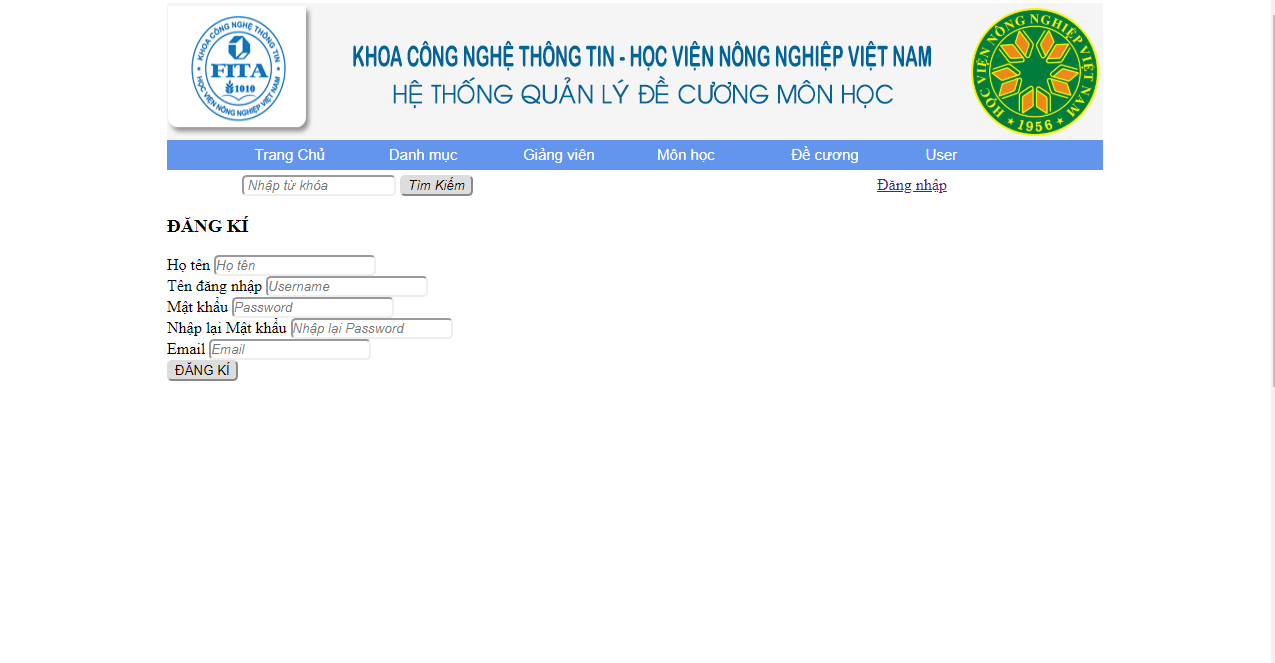 KHOA CÔNG NGHỆ THÔNG TIN
FITA
1010
HỌC VIỆN NÔNG NGHIỆP VIỆT NAM
KHOA CÔNG NGHỆ THÔNG TIN - HỌC VIỆN NÔNG NGHIỆP VIỆT NAM
HỆ THỐNG QUẢN LÝ ĐỀ CƯƠNG MÔN HỌC
HỌC VIỆN NÔNG NGHIỆP VIỆT NAM
★ 1956 ★
Trang Chủ Danh mục Giảng viên Môn học Đề cương User
Nhập từ khóa Tìm Kiếm Đăng nhập
ĐĂNG KÍ
Họ tên Họ tên
Tên đăng nhập Username
Mật khẩu Password
Nhập lại Mật khẩu Nhập lại Password
Email Email
ĐĂNG KÍ